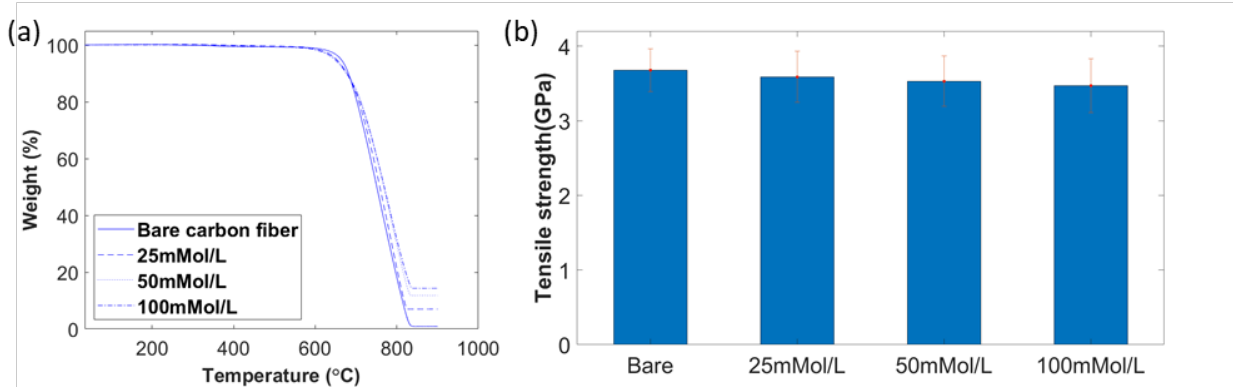 (a)
Weight (%)
100
80
60
40
20
0
Bare carbon fiber
25mMol/L
50mMol/L
100mMol/L
200
400
600
800
1000
Temperature (°C)
(b)
Tensile strength(GPa)
4
3
2
1
0
Bare
25mMol/L
50mMol/L
100mMol/L